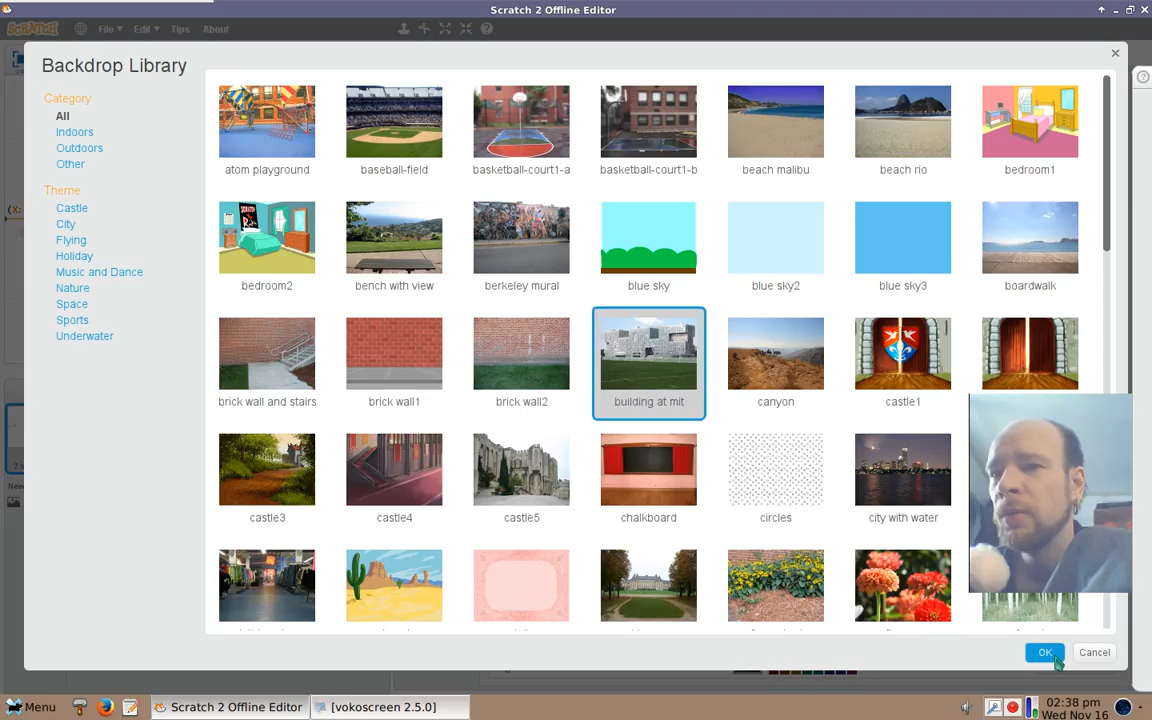 Scratch 2 Offline Editor
SCRATCH File Edit Tips About
Backdrop Library
Category
All
Indoors
Outdoors
Other
Theme
Castle
City
Flying
Holiday
Music and Dance
Nature
Space
Sports
Underwater
atom playground baseball-field basketball-court1-a basketball-court1-b beach malibu beach rio bedroom1
bedroom2 bench with view berkeley mural blue sky blue sky2 blue sky3 boardwalk
brick wall and stairs brick wall1 brick wall2 building at mit canyon castle1
castle3 castle4 castle5 chalkboard circles city with water
OK Cancel
Menu Scratch 2 Offline Editor [vokoscreen 2.5.0] 02:38 pm
Wed Nov 16